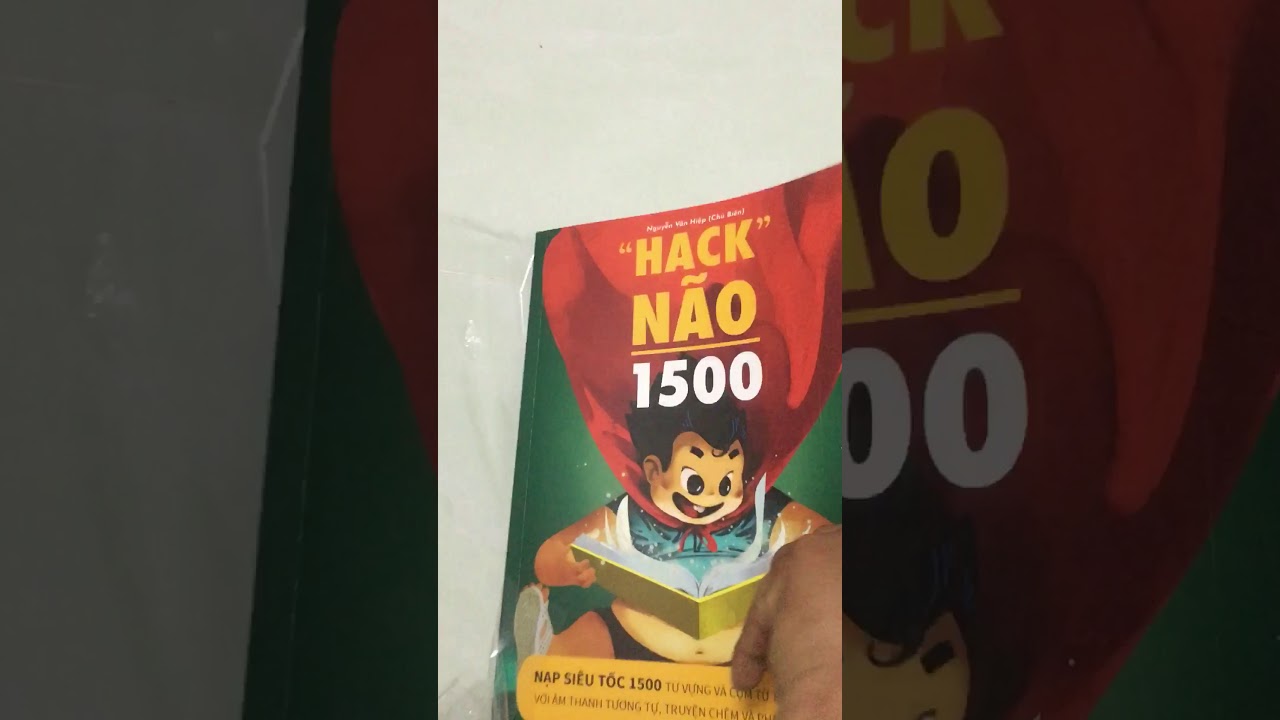 Nguyễn Văn Hiệp (Chủ Biên)
“HACK”
NÃO
1500
NẠP SIÊU TỐC 1500 TỪ VỰNG VÀ CỤM TỪ
VỚI ÂM THANH TƯƠNG TỰ, TRUYỆN CHÊM VÀ